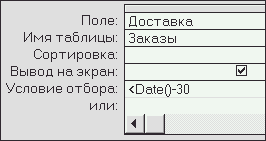 Поле: Доставка
Имя таблицы: Заказы
Сортировка:
Вывод на экран:
Условие отбора: <Date()-30
или: